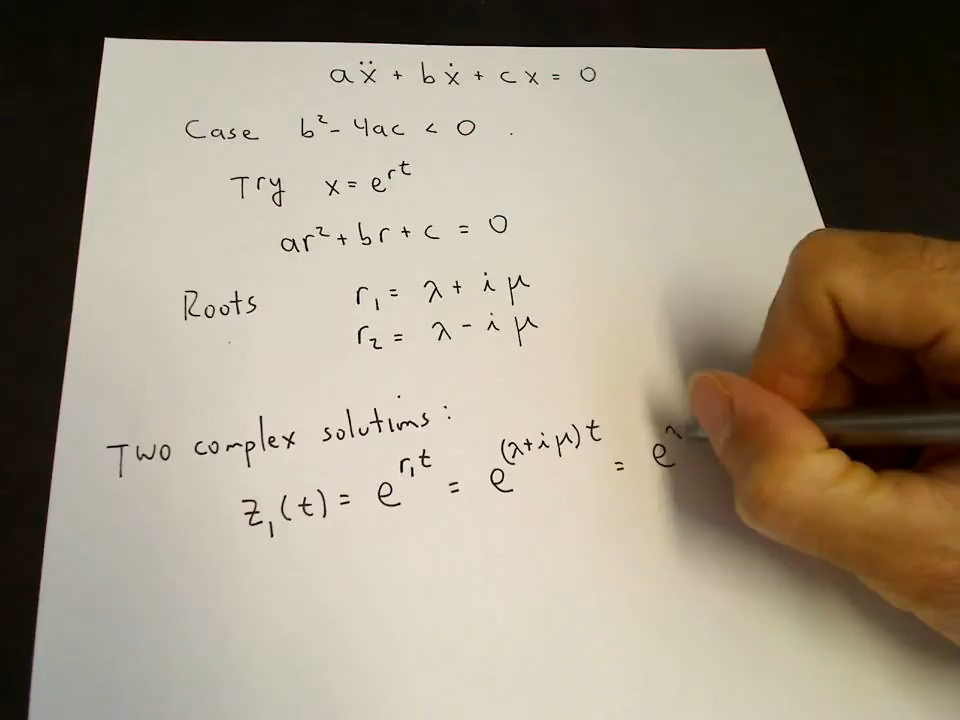 aẍ + bẋ + cx = 0
Case b² - 4ac < 0 .
Try x = e^{rt}
ar² + br + c = 0
Roots r₁ = λ + iμ
r₂ = λ - iμ
Two complex solutions:
z₁(t) = e^{r₁t} = e^{(λ+iμ)t} = e^{λ